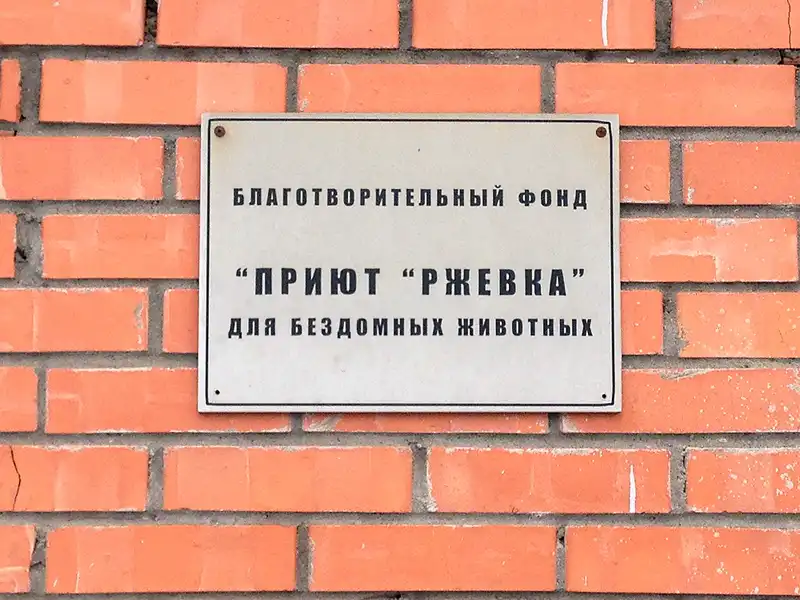 БЛАГОТВОРИТЕЛЬНЫЙ ФОНД
“ПРИЮТ “РЖЕВКА”
ДЛЯ БЕЗДОМНЫХ ЖИВОТНЫХ